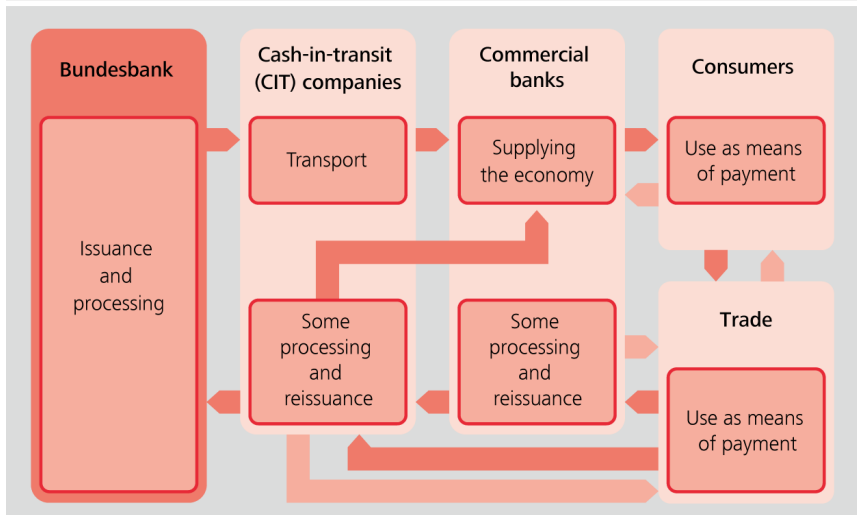 Bundesbank
Issuance
and
processing
Cash-in-transit
(CIT) companies
Transport
Some
processing
and
reissuance
Commercial
banks
Supplying
the economy
Some
processing
and
reissuance
Consumers
Use as means
of payment
Trade
Use as means
of payment